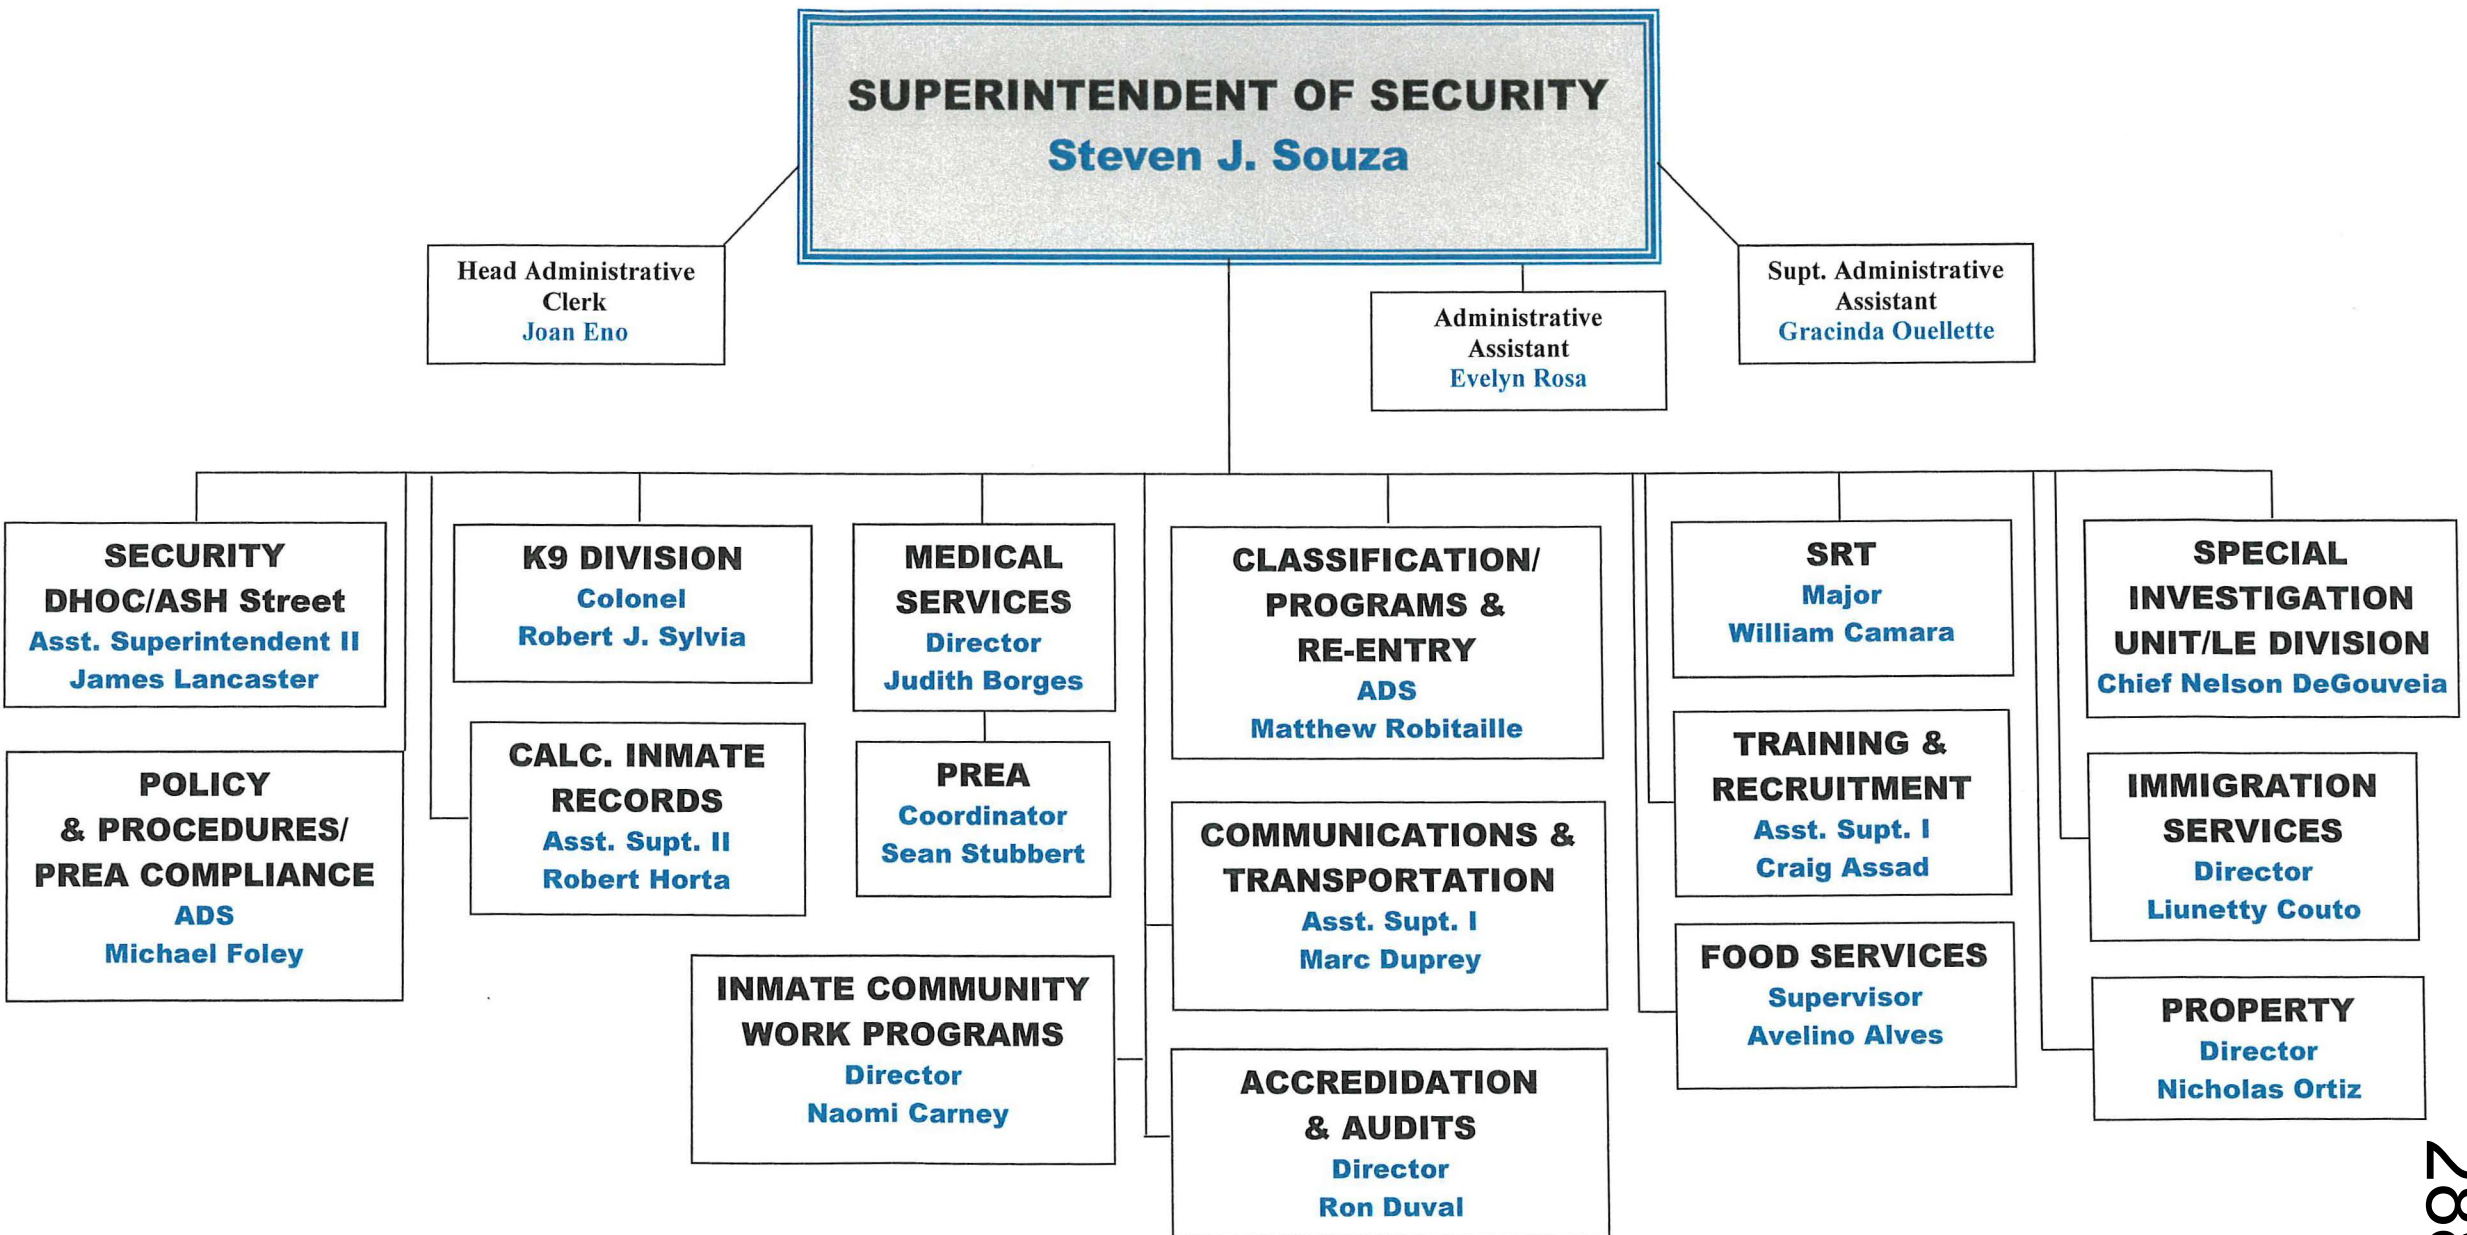 SUPERINTENDENT OF SECURITY
Steven J. Souza
Head Administrative
Clerk
Joan Eno
Administrative
Assistant
Evelyn Rosa
Supt. Administrative
Assistant
Gracinda Ouellette
SECURITY
DHOC/ASH Street
Asst. Superintendent II
James Lancaster
K9 DIVISION
Colonel
Robert J. Sylvia
MEDICAL
SERVICES
Director
Judith Borges
CLASSIFICATION/
PROGRAMS &
RE-ENTRY
ADS
Matthew Robitaille
SRT
Major
William Camara
SPECIAL
INVESTIGATION
UNIT/LE DIVISION
Chief Nelson DeGouveia
POLICY
& PROCEDURES/
PREA COMPLIANCE
ADS
Michael Foley
CALC. INMATE
RECORDS
Asst. Supt. II
Robert Horta
PREA
Coordinator
Sean Stubbert
COMMUNICATIONS &
TRANSPORTATION
Asst. Supt. I
Marc Duprey
TRAINING &
RECRUITMENT
Asst. Supt. I
Craig Assad
IMMIGRATION
SERVICES
Director
Liunetty Couto
INMATE COMMUNITY
WORK PROGRAMS
Director
Naomi Carney
ACCREDIDATION
& AUDITS
Director
Ron Duval
FOOD SERVICES
Supervisor
Avelino Alves
PROPERTY
Director
Nicholas Ortiz